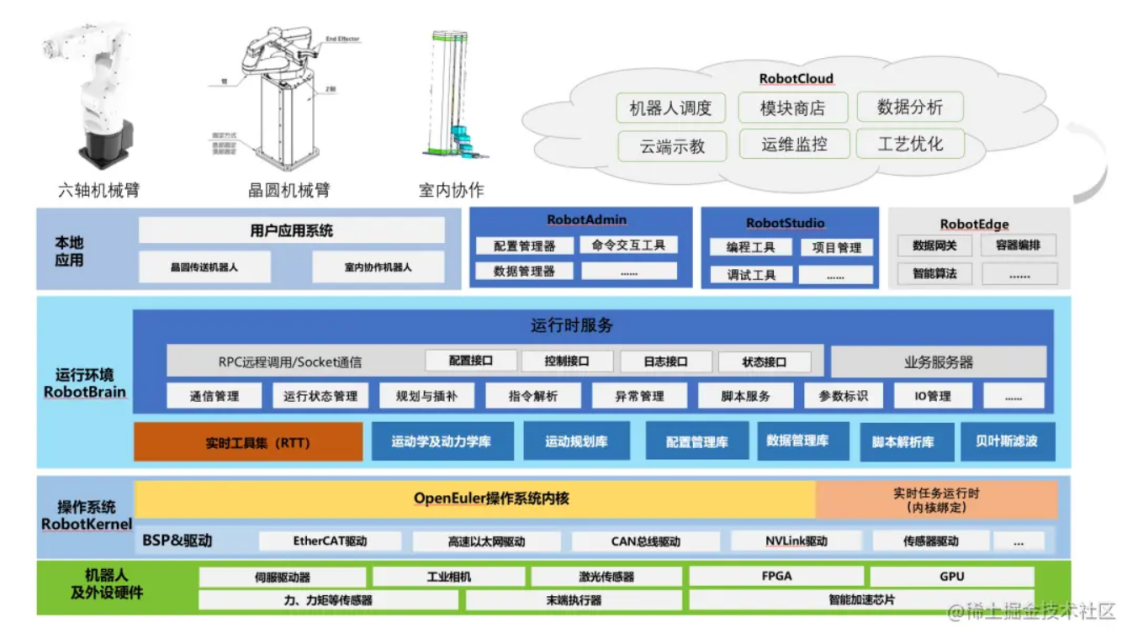 End Effector
臂
Z轴
六轴机械臂
晶圆机械臂
室内协作
RobotCloud
机器人调度
模块商店
数据分析
云端示教
运维监控
工艺优化
本地
应用
用户应用系统
晶圆传送机器人
室内协作机器人
RobotAdmin
配置管理器
命令交互工具
数据管理器
......
RobotStudio
编程工具
项目管理
调试工具
......
RobotEdge
数据网关
容器编排
智能算法
......
运行环境
RobotBrain
运行时服务
RPC远程调用/Socket通信
配置接口
控制接口
日志接口
状态接口
业务服务器
通信管理
运行状态管理
规划与插补
指令解析
异常管理
脚本服务
参数标识
IO管理
......
实时工具集（RTT）
运动学及动力学库
运动规划库
配置管理库
数据管理库
脚本解析库
贝叶斯滤波
操作系统
RobotKernel
OpenEuler操作系统内核
实时任务运行时
（内核绑定）
BSP&驱动
EtherCAT驱动
高速以太网驱动
CAN总线驱动
NVLink驱动
传感器驱动
...
机器人
及外设硬件
伺服驱动器
工业相机
激光传感器
FPGA
GPU
力、力矩等传感器
末端执行器
智能加速芯片
@稀土掘金技术社区